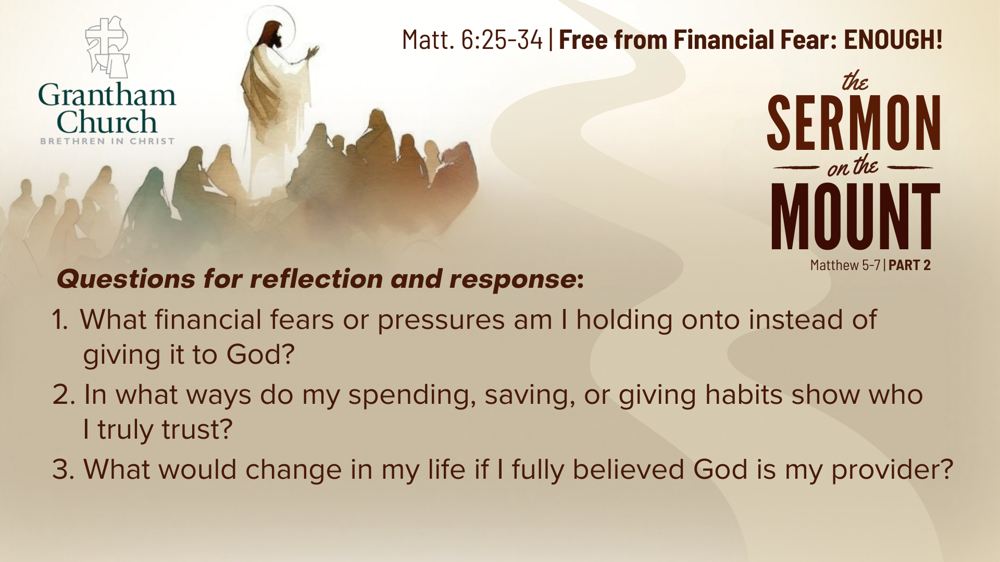 Grantham
Church
BRETHREN IN CHRIST
Matt. 6:25-34 | Free from Financial Fear: ENOUGH!
the
SERMON
on the
MOUNT
Matthew 5-7 | PART 2
Questions for reflection and response:
1. What financial fears or pressures am I holding onto instead of
giving it to God?
2. In what ways do my spending, saving, or giving habits show who
I truly trust?
3. What would change in my life if I fully believed God is my provider?